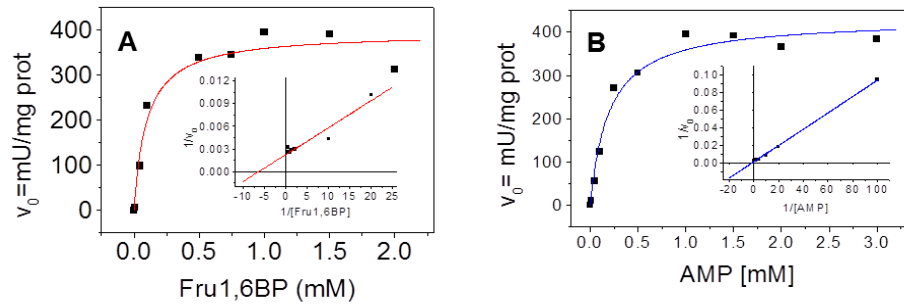 A
v0=mU/mg prot
400
300
200
100
0
0.0 0.5 1.0 1.5 2.0
Fru1,6BP (mM)
1/v0
0.012
0.009
0.006
0.003
0.000
-10 -5 0 5 10 15 20 25
1/[Fru1,6BP]
B
v0= mU/mg prot
400
300
200
100
0
0.0 0.5 1.0 1.5 2.0 2.5 3.0
AMP [mM]
1/v0
0.10
0.08
0.06
0.04
0.02
0.00
-20 0 20 40 60 80 100
1/[AMP]